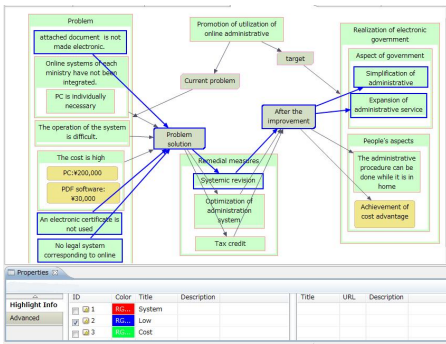 Problem
attached document is not
made electronic.
Online systems of each
ministry have not been
integrated.
PC is individually
necessary
The operation of the system
is difficult.
The cost is high
PC:¥200,000
PDF software:
¥30,000
An electronic certificate is
not used
No legal system
corresponding to online
Promotion of utilization of
online administrative
Current problem
target
Problem
solution
After the
improvement
Remedial measures
Systemic revision
Optimization of
administration
system
Tax credit
Realization of electronic
government
Aspect of government
Simplification of
administrative
Expansion of
administrative service
People's aspects
The administrative
procedure can be
done while it is in
home
Achievement of
cost advantage
Properties
Highlight Info
Advanced
ID Color Title Description
1 RG... System
2 RG... Low
3 RG... Cost
Title URL Description